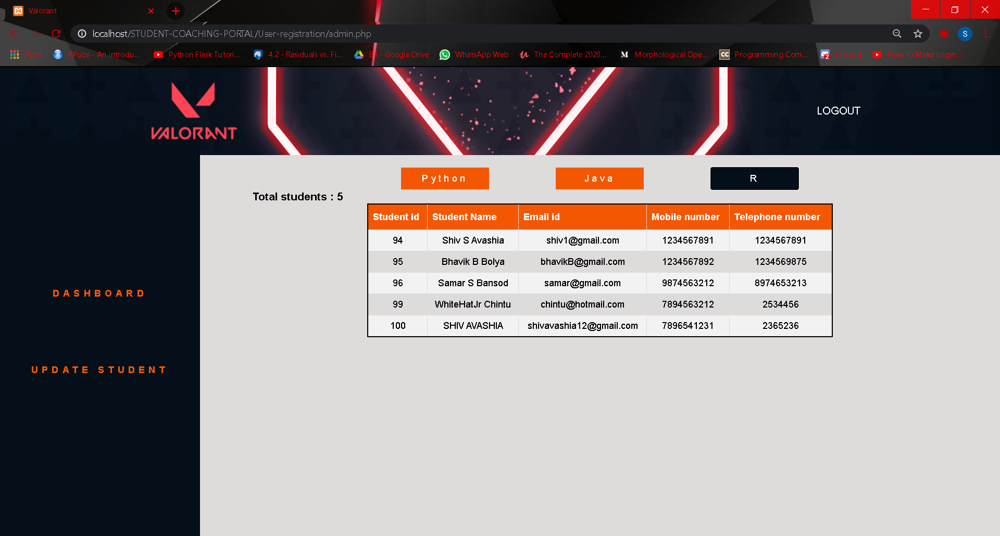 Valorant
localhost/STUDENT-COACHING-PORTAL/User-registration/admin.php
S
Apps RPubs - An introdu... Python Flask Tutori... 4.2 - Residuals vs. Fi... B1 - Google Drive WhatsApp Web The Complete 2020... M Morphological Ope... CC Programming Com... 2 Discord How To Make Login...
VALORANT
LOGOUT
Python Java R
Total students : 5
Student Id Student Name Email id Mobile number Telephone number
94 Shiv S Avashia shiv1@gmail.com 1234567891 1234567891
95 Bhavik B Bolya bhavikB@gmail.com 1234567892 1234569875
96 Samar S Bansod samar@gmail.com 9874563212 8974653213
99 WhiteHatJr Chintu chintu@hotmail.com 7894563212 2534456
100 SHIV AVASHIA shivavashia12@gmail.com 7896541231 2365236
DASHBOARD
UPDATE STUDENT